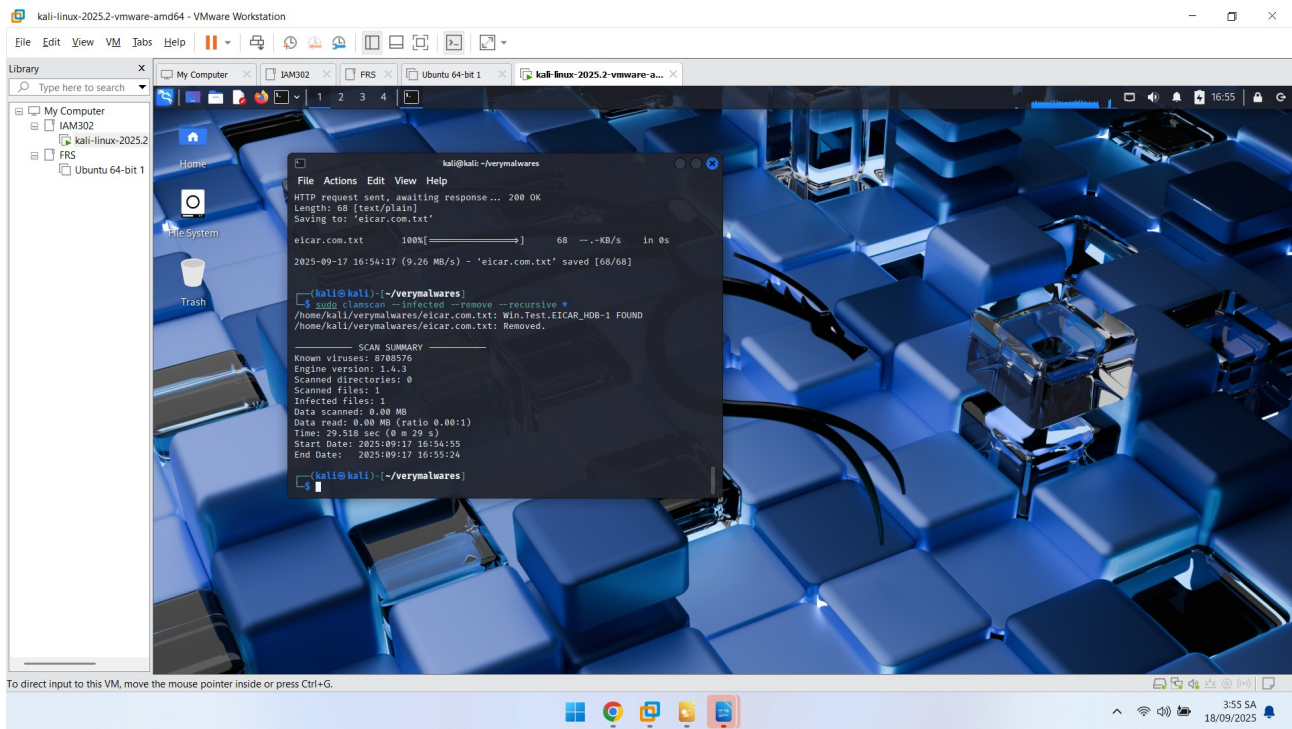 kali-linux-2025.2-vmware-amd64 - VMware Workstation
File Edit View VM Tabs Help
Library x
Type here to search
My Computer
IAM302
kali-linux-2025.2
FRS
Ubuntu 64-bit 1
My Computer IAM302 FRS Ubuntu 64-bit 1 kali-linux-2025.2-vmware-a...
1 2 3 4
16:55
Home
File System
Trash
kali@kali: ~/verymalwares
File Actions Edit View Help
HTTP request sent, awaiting response... 200 OK
Length: 68 [text/plain]
Saving to: ‘eicar.com.txt’
eicar.com.txt 100%[===================>] 68 --.-KB/s in 0s
2025-09-17 16:54:17 (9.26 MB/s) - ‘eicar.com.txt’ saved [68/68]
┌──(kali㉿kali)-[~/verymalwares]
└─$ sudo clamscan --infected --remove --recursive *
/home/kali/verymalwares/eicar.com.txt: Win.Test.EICAR_HDB-1 FOUND
/home/kali/verymalwares/eicar.com.txt: Removed.
----------- SCAN SUMMARY -----------
Known viruses: 8708576
Engine version: 1.4.3
Scanned directories: 0
Scanned files: 1
Infected files: 1
Data scanned: 0.00 MB
Data read: 0.00 MB (ratio 0.00:1)
Time: 29.518 sec (0 m 29 s)
Start Date: 2025:09:17 16:54:55
End Date:   2025:09:17 16:55:24
┌──(kali㉿kali)-[~/verymalwares]
└─$
To direct input to this VM, move the mouse pointer inside or press Ctrl+G.
3:55 SA
18/09/2025